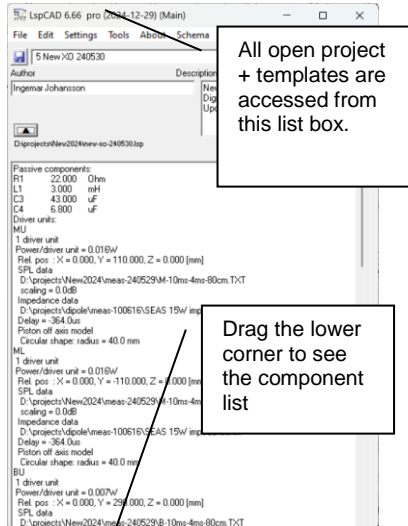 LspCAD 6.66 pro (2024-12-29) (Main)
File Edit Settings Tools About Schema
5 New XO 240530
Author Description
Ingemar Johansson New
Digi
Upd
D:\projects\New2024\new-xo-240530.lsp
All open project
+ templates are
accessed from
this list box.
Passive components:
R1 22.000 Ohm
L1 3.000 mH
C3 43.000 uF
C4 6.800 uF
Driver units:
MU
1 driver unit
Power/driver unit = 0.016W
Rel. pos : X = 0.000, Y = 110.000, Z = 0.000 [mm]
SPL data
D:\projects\New2024\meas-240529\M-10ms-4ms-80cm.TXT
scaling = 0.0dB
Impedance data
D:\projects\dipole\meas-100616\SEAS 15W imp
Delay = -364.0us
Piston off axis model
Circular shape: radius = 40.0 mm
ML
1 driver unit
Power/driver unit = 0.016W
Rel. pos : X = 0.000, Y = -110.000, Z = 0.000 [mm]
SPL data
D:\projects\New2024\meas-240529\M-10ms-4ms
scaling = 0.0dB
Impedance data
D:\projects\dipole\meas-100616\SEAS 15W
Delay = -364.0us
Piston off axis model
Circular shape: radius = 40.0 mm
Drag the lower
corner to see
the component
list
BU
1 driver unit
Power/driver unit = 0.007W
Rel. pos : X = 0.000, Y = 290.000, Z = 0.000 [mm]
SPL data
D:\projects\New2024\meas-240529\B-10ms-4ms-80cm.TXT